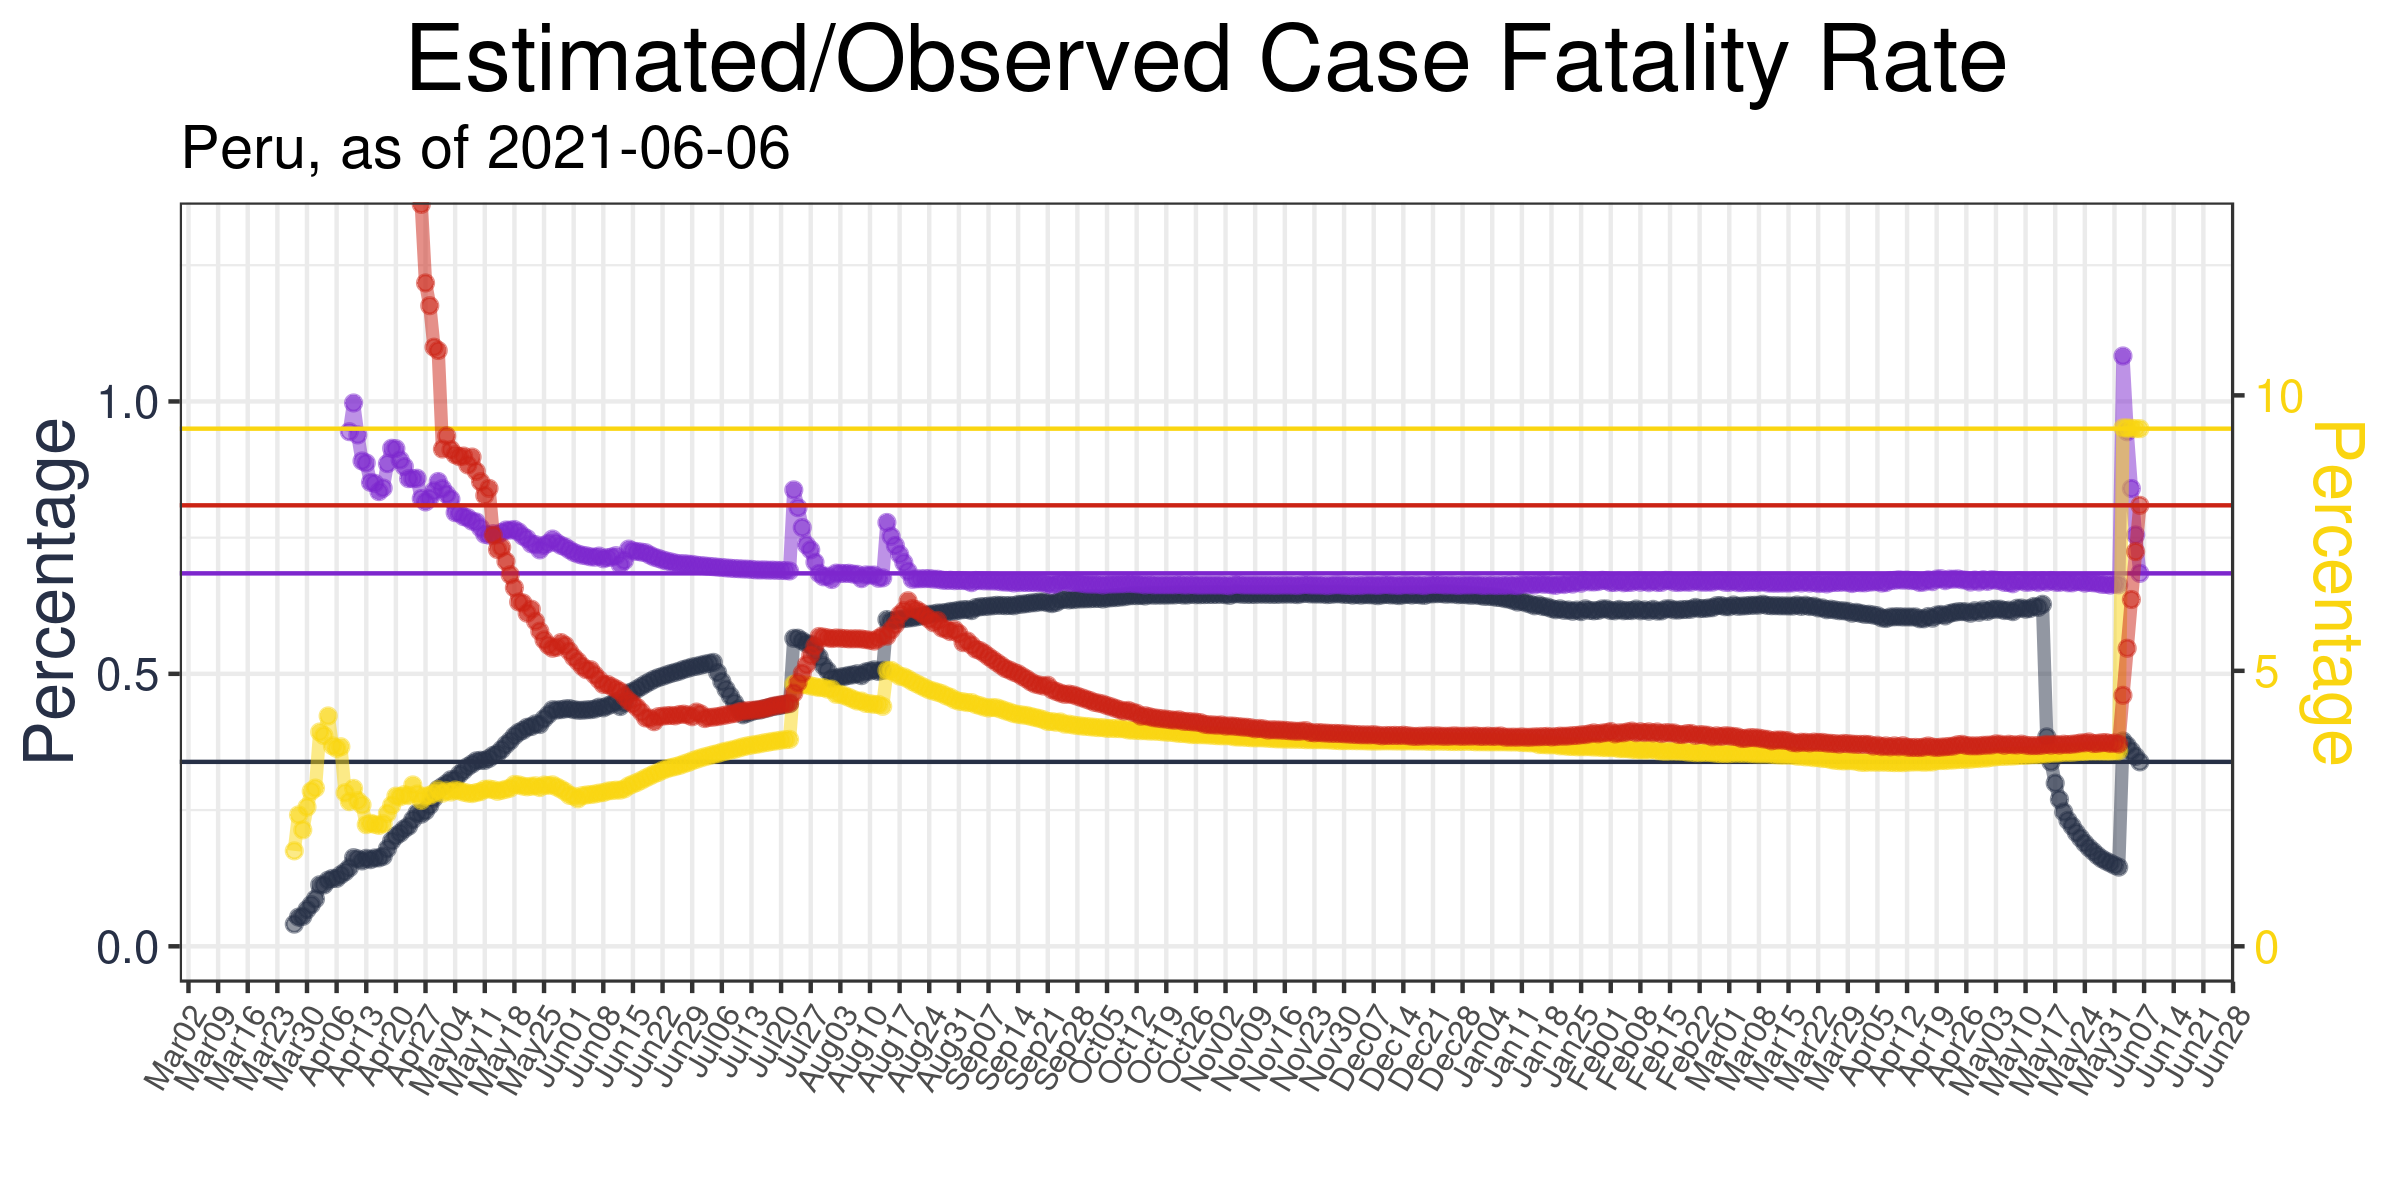 Estimated/Observed Case Fatality Rate
Peru, as of 2021-06-06
Percentage
1.0
0.5
0.0
10
5
0
Percentage
Mar02
Mar09
Mar16
Mar23
Mar30
Apr06
Apr13
Apr20
Apr27
May04
May11
May18
May25
Jun01
Jun08
Jun15
Jun22
Jun29
Jul06
Jul13
Jul20
Jul27
Aug03
Aug10
Aug17
Aug24
Aug31
Sep07
Sep14
Sep21
Sep28
Oct05
Oct12
Oct19
Oct26
Nov02
Nov09
Nov16
Nov23
Nov30
Dec07
Dec14
Dec21
Dec28
Jan04
Jan11
Jan18
Jan25
Feb01
Feb08
Feb15
Feb22
Mar01
Mar08
Mar15
Mar22
Mar29
Apr05
Apr12
Apr19
Apr26
May03
May10
May17
May24
May31
Jun07
Jun14
Jun21
Jun28